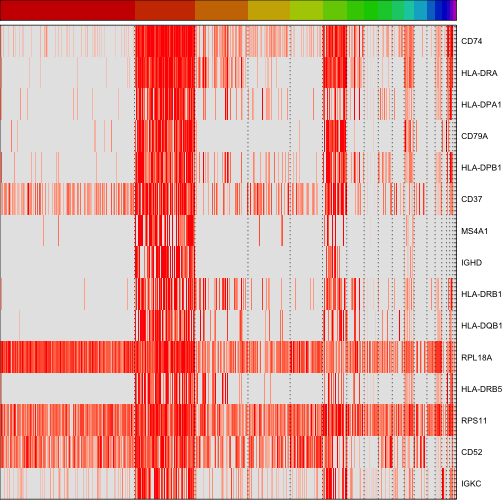 CD74
HLA-DRA
HLA-DPA1
CD79A
HLA-DPB1
CD37
MS4A1
IGHD
HLA-DRB1
HLA-DQB1
RPL18A
HLA-DRB5
RPS11
CD52
IGKC